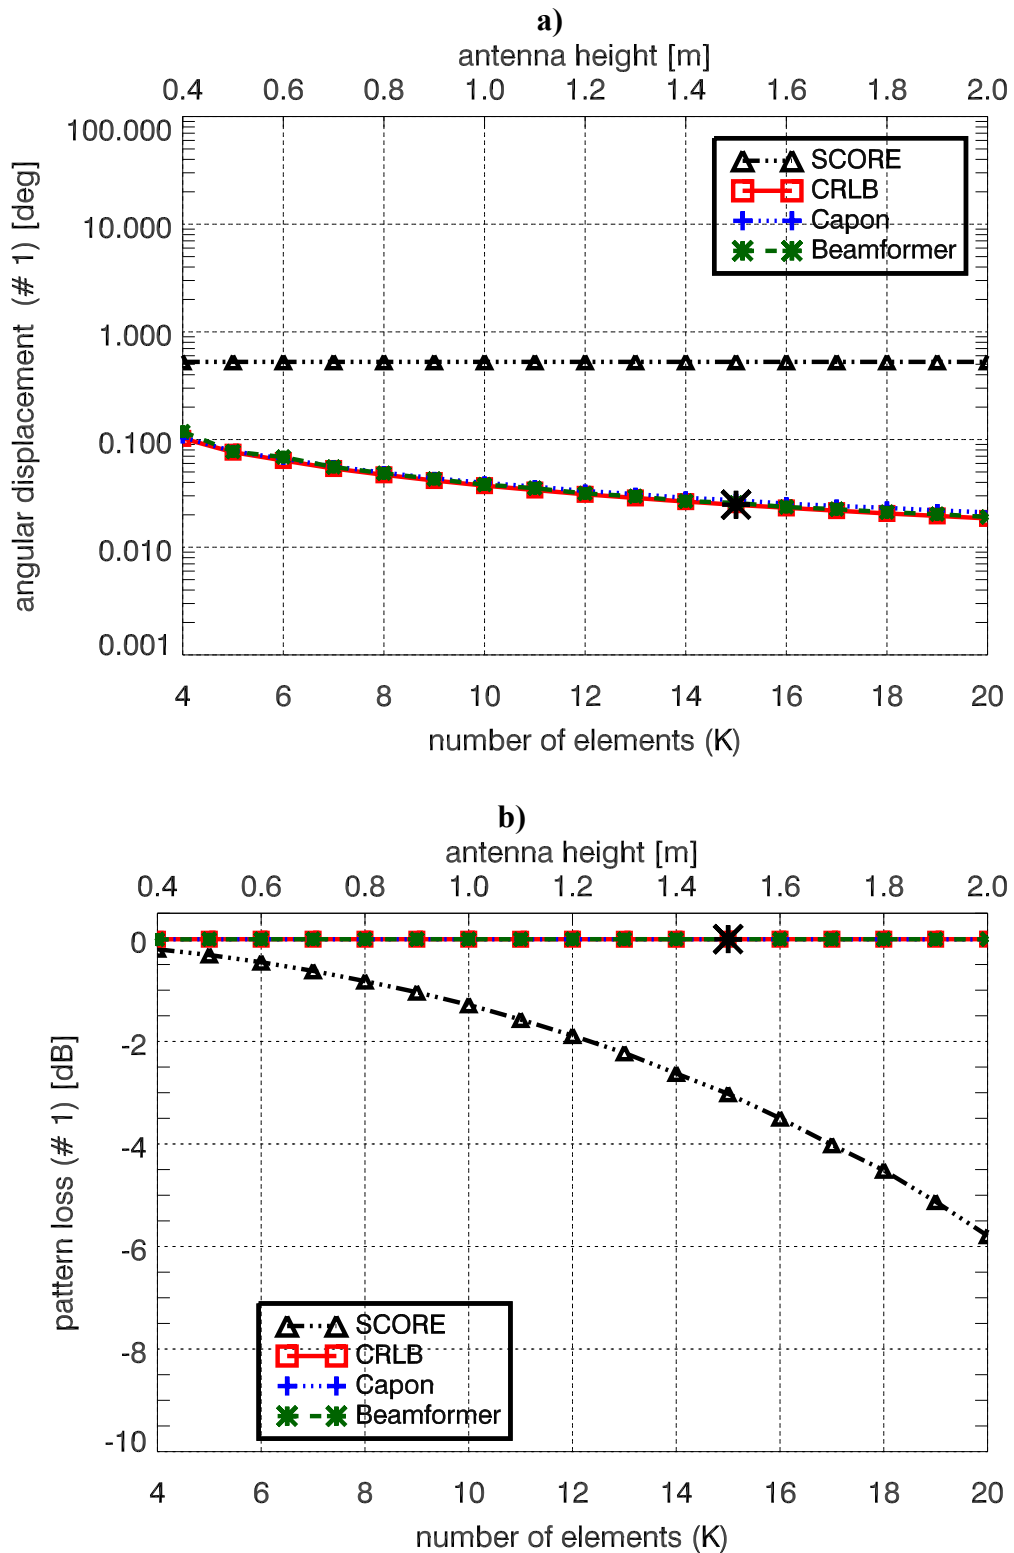 a)
antenna height [m]
0.4 0.6 0.8 1.0 1.2 1.4 1.6 1.8 2.0
angular displacement (# 1) [deg]
100.000
10.000
1.000
0.100
0.010
0.001
SCORE
CRLB
Capon
Beamformer
4 6 8 10 12 14 16 18 20
number of elements (K)
b)
antenna height [m]
0.4 0.6 0.8 1.0 1.2 1.4 1.6 1.8 2.0
pattern loss (# 1) [dB]
0
-2
-4
-6
-8
-10
SCORE
CRLB
Capon
Beamformer
4 6 8 10 12 14 16 18 20
number of elements (K)